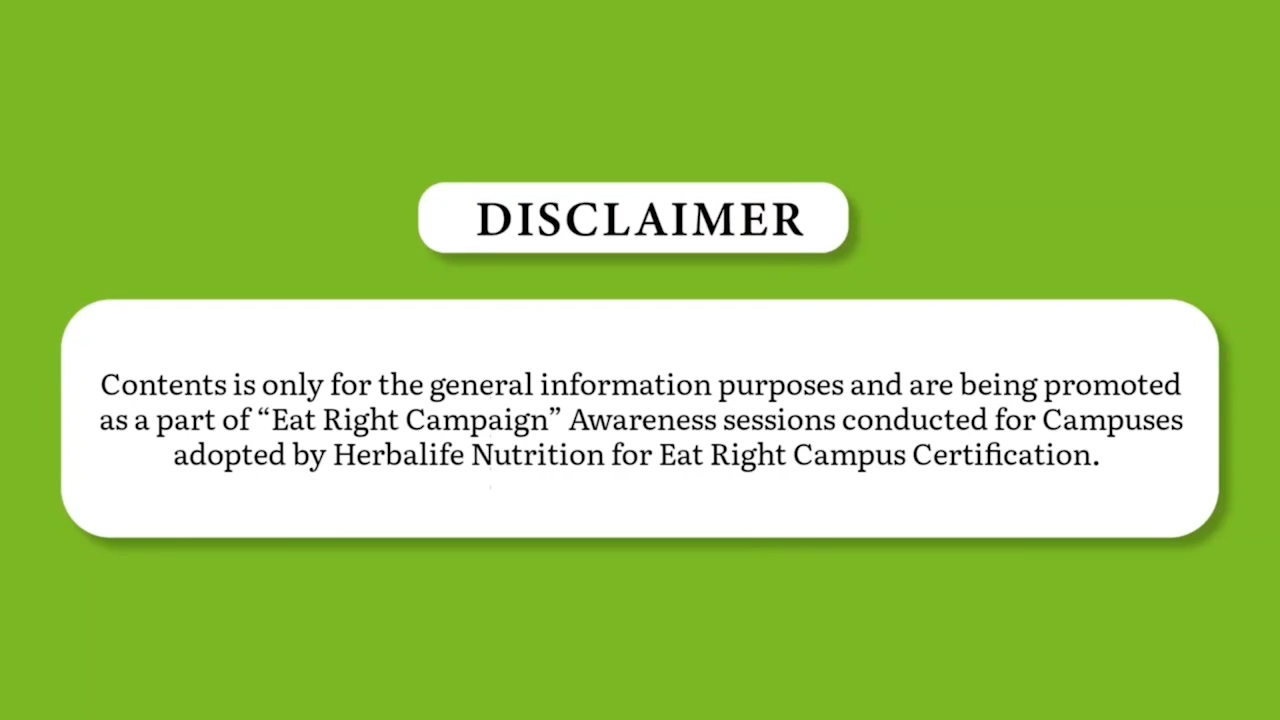 DISCLAIMER
Contents is only for the general information purposes and are being promoted
as a part of “Eat Right Campaign” Awareness sessions conducted for Campuses
adopted by Herbalife Nutrition for Eat Right Campus Certification.